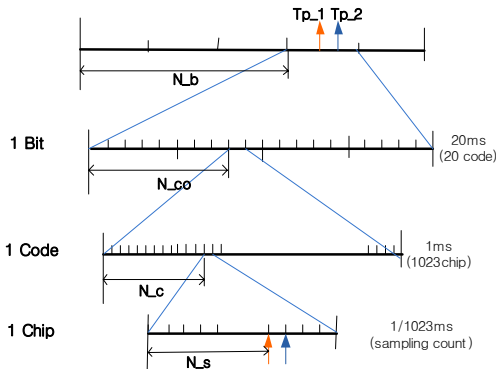 Tp_1 Tp_2
N_b
1 Bit
20ms
(20 code)
N_co
1 Code
1ms
(1023chip)
N_c
1 Chip
1/1023ms
(sampling count)
N_s